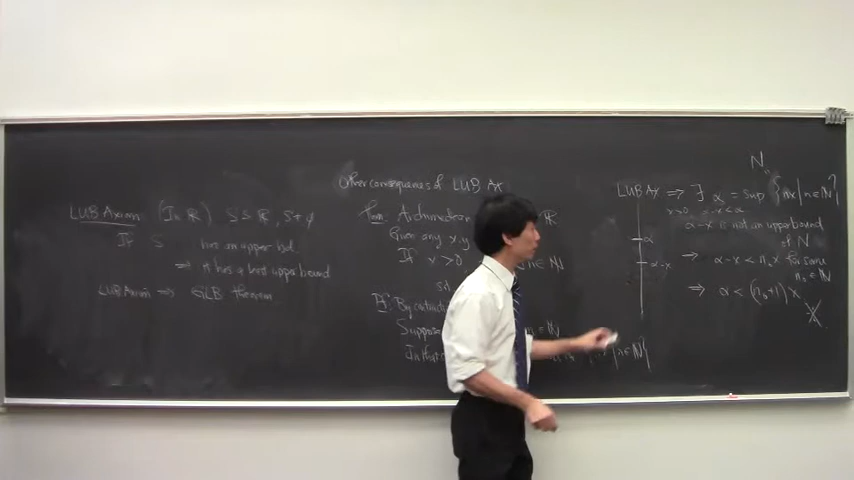 LUB Axiom (In ℝ) S ⊆ ℝ, S ≠ ∅
If S has an upper bd
⇒ it has a least upper bound
LUB Axiom ⇒ GLB theorem
Other consequences of LUB Ax
Thm: Archimedean ℝ
Given any x, y
If x > 0 n ∈ ℕ
Pf: By
Suppose = ℕ
In that | n ∈ ℕ}
ℕ
LUB Ax ⇒ ∃ α = sup {nx | n ∈ ℕ}
x>0 α-x < α
α-x is not an upper bound
of ℕ
α
α-x
⇒ α-x < n₀x for some
n₀ ∈ ℕ
⇒ α < (n₀+1)x